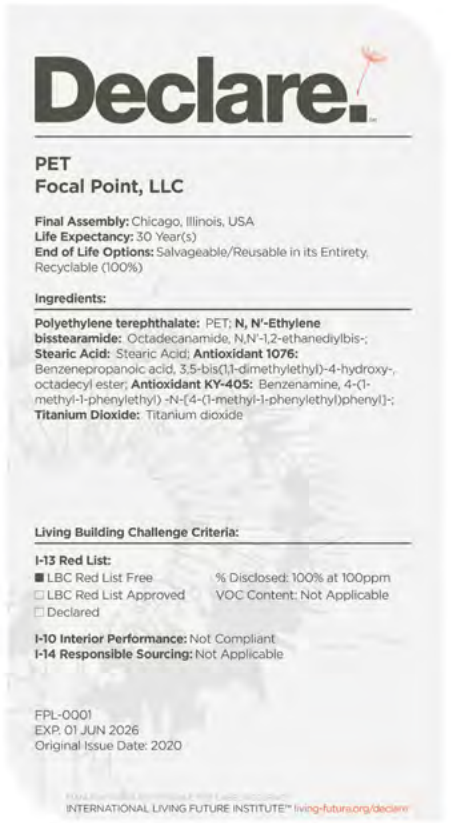 Declare.
PET
Focal Point, LLC
Final Assembly: Chicago, Illinois, USA
Life Expectancy: 30 Year(s)
End of Life Options: Salvageable/Reusable in its Entirety,
Recyclable (100%)
Ingredients:
Polyethylene terephthalate: PET; N, N'-Ethylene
bisstearamide: Octadecanamide, N,N'-1,2-ethanediylbis-;
Stearic Acid: Stearic Acid; Antioxidant 1076:
Benzenepropanoic acid, 3,5-bis(1,1-dimethylethyl)-4-hydroxy-,
octadecyl ester; Antioxidant KY-405: Benzenamine, 4-(1-
methyl-1-phenylethyl) -N-[4-(1-methyl-1-phenylethyl)phenyl]-;
Titanium Dioxide: Titanium dioxide
Living Building Challenge Criteria:
I-13 Red List:
■ LBC Red List Free % Disclosed: 100% at 100ppm
□ LBC Red List Approved VOC Content: Not Applicable
□ Declared
I-10 Interior Performance: Not Compliant
I-14 Responsible Sourcing: Not Applicable
FPL-0001
EXP. 01 JUN 2026
Original Issue Date: 2020
INTERNATIONAL LIVING FUTURE INSTITUTE™ living-future.org/declare